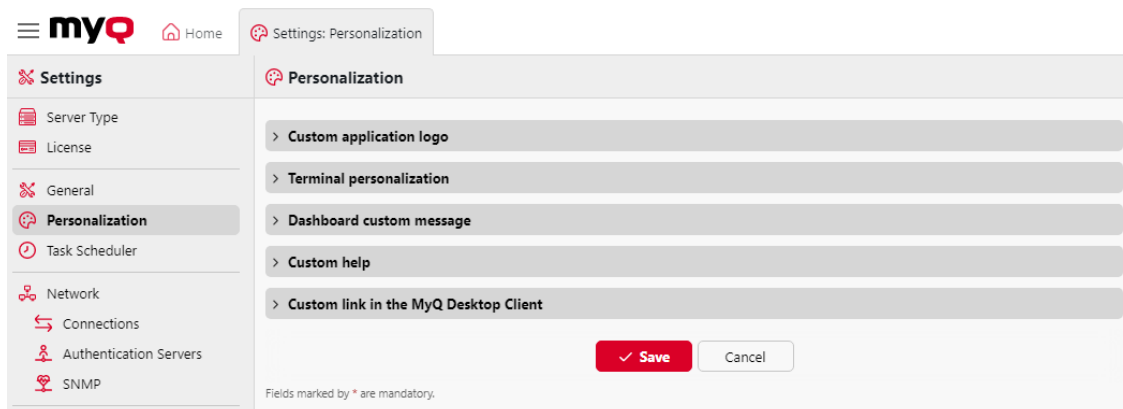 myQ
Home
Settings: Personalization
Settings
Server Type
License
General
Personalization
Task Scheduler
Network
Connections
Authentication Servers
SNMP
Personalization
> Custom application logo
> Terminal personalization
> Dashboard custom message
> Custom help
> Custom link in the MyQ Desktop Client
Save
Cancel
Fields marked by * are mandatory.